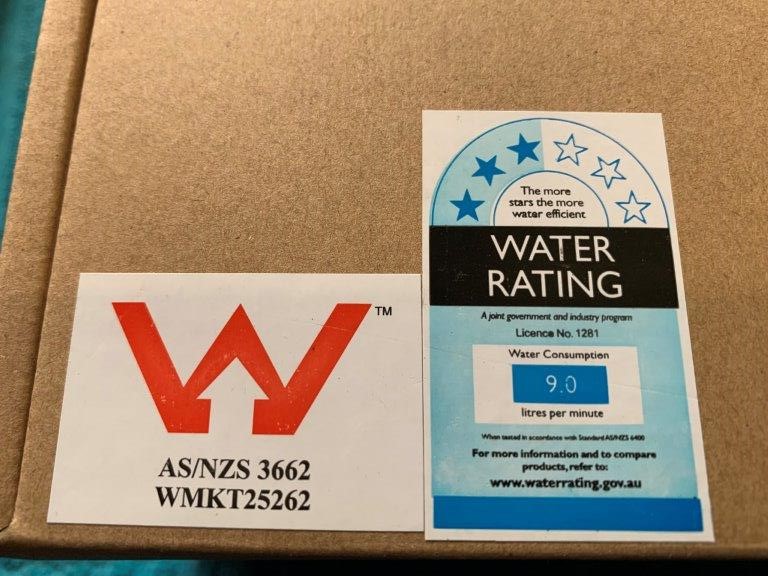 TM
AS/NZS 3662
WMKT25262
The more
stars the more
water efficient
WATER
RATING
A joint government and industry program
Licence No. 1281
Water Consumption
9.0
litres per minute
When tested in accordance with Standard AS/NZS 6400
For more information and to compare
products, refer to:
www.waterrating.gov.au